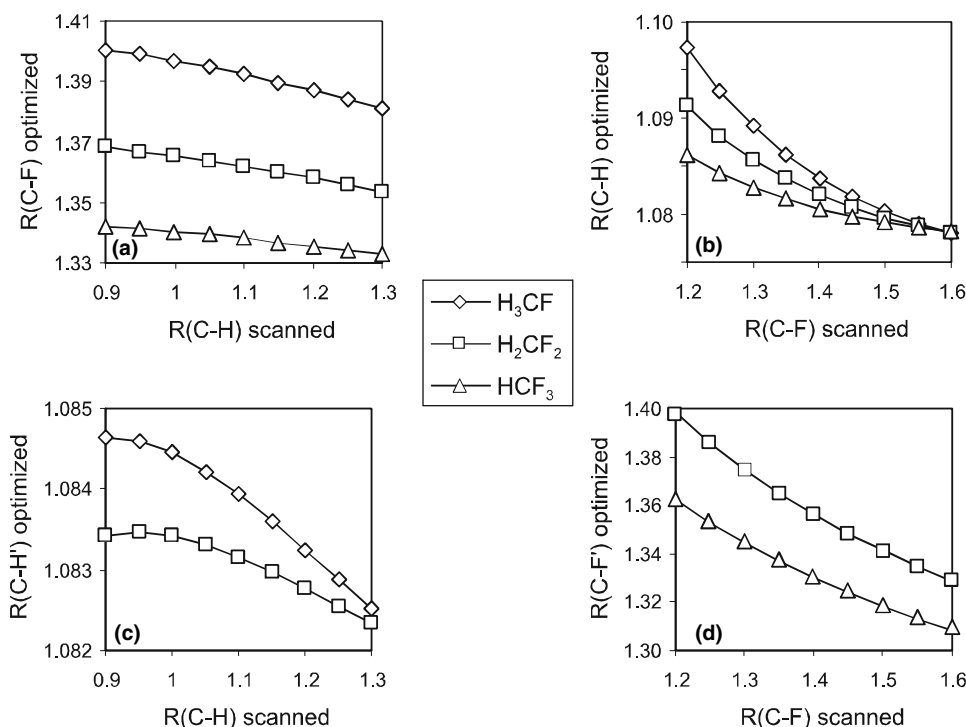 1.41
1.39
1.37
1.35
1.33
R(C-F) optimized
(a)
0.9 1 1.1 1.2 1.3
R(C-H) scanned
1.10
1.09
1.08
R(C-H) optimized
(b)
1.2 1.3 1.4 1.5 1.6
R(C-F) scanned
H₃CF
H₂CF₂
HCF₃
1.085
1.084
1.083
1.082
R(C-H') optimized
(c)
0.9 1 1.1 1.2 1.3
R(C-H) scanned
1.40
1.38
1.36
1.34
1.32
1.30
R(C-F') optimized
(d)
1.2 1.3 1.4 1.5 1.6
R(C-F) scanned